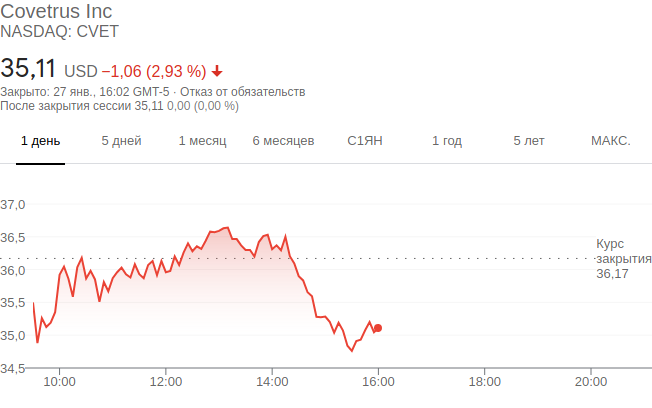 Covetrus Inc
NASDAQ: CVET
35,11 USD −1,06 (2,93 %)
Закрыто: 27 янв., 16:02 GMT-5 · Отказ от обязательств
После закрытия сессии 35,11 0,00 (0,00 %)
1 день 5 дней 1 месяц 6 месяцев С1ЯН 1 год 5 лет МАКС.
37,0
36,5
Курс
закрытия
36,17
36,0
35,5
35,0
34,5
10:00 12:00 14:00 16:00 18:00 20:00